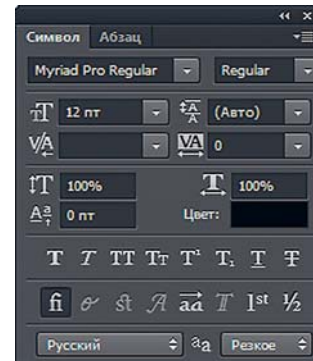 Символ Абзац
Myriad Pro Regular Regular
12 пт (Авто)
0
100% 100%
0 пт Цвет:
T T TT Tт T¹ T₁ T T
fi st A ad T 1st ½
Русский aa Резкое